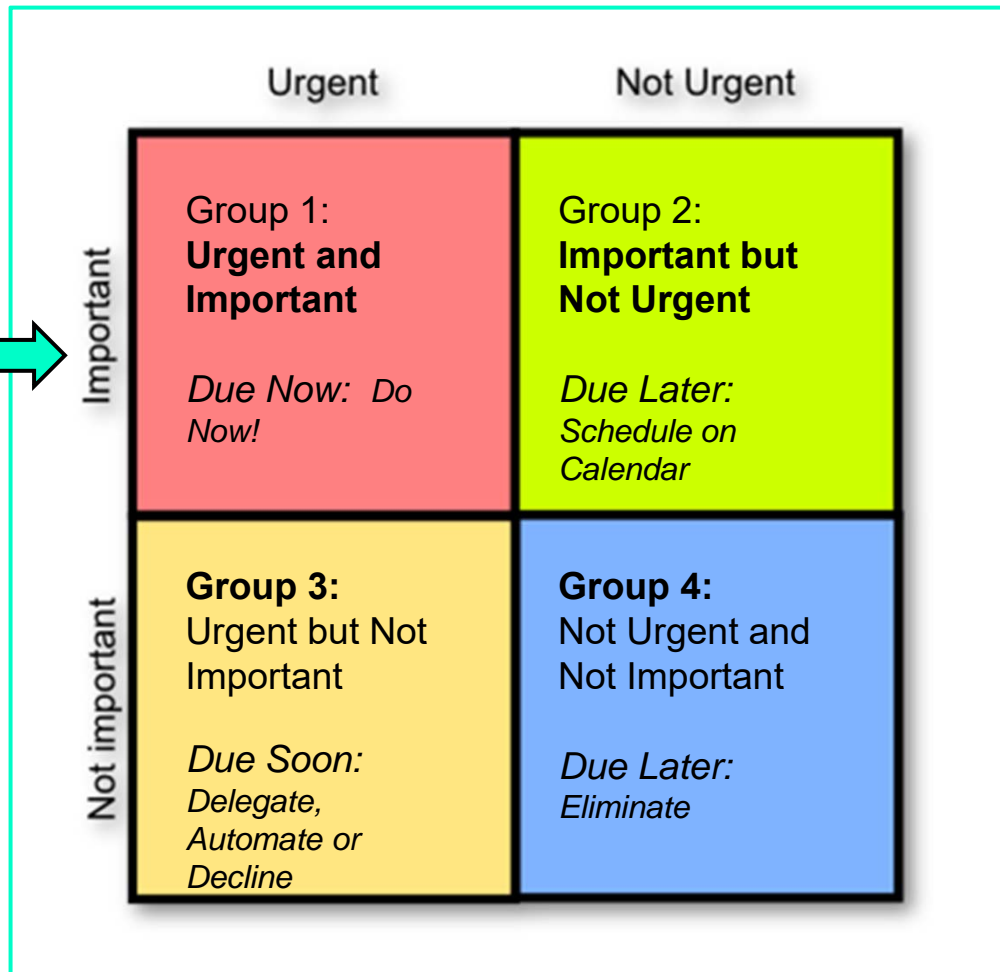 Urgent
Not Urgent
Important
Group 1:
Urgent and
Important
Due Now: Do
Now!
Group 2:
Important but
Not Urgent
Due Later:
Schedule on
Calendar
Not important
Group 3:
Urgent but Not
Important
Due Soon:
Delegate,
Automate or
Decline
Group 4:
Not Urgent and
Not Important
Due Later:
Eliminate